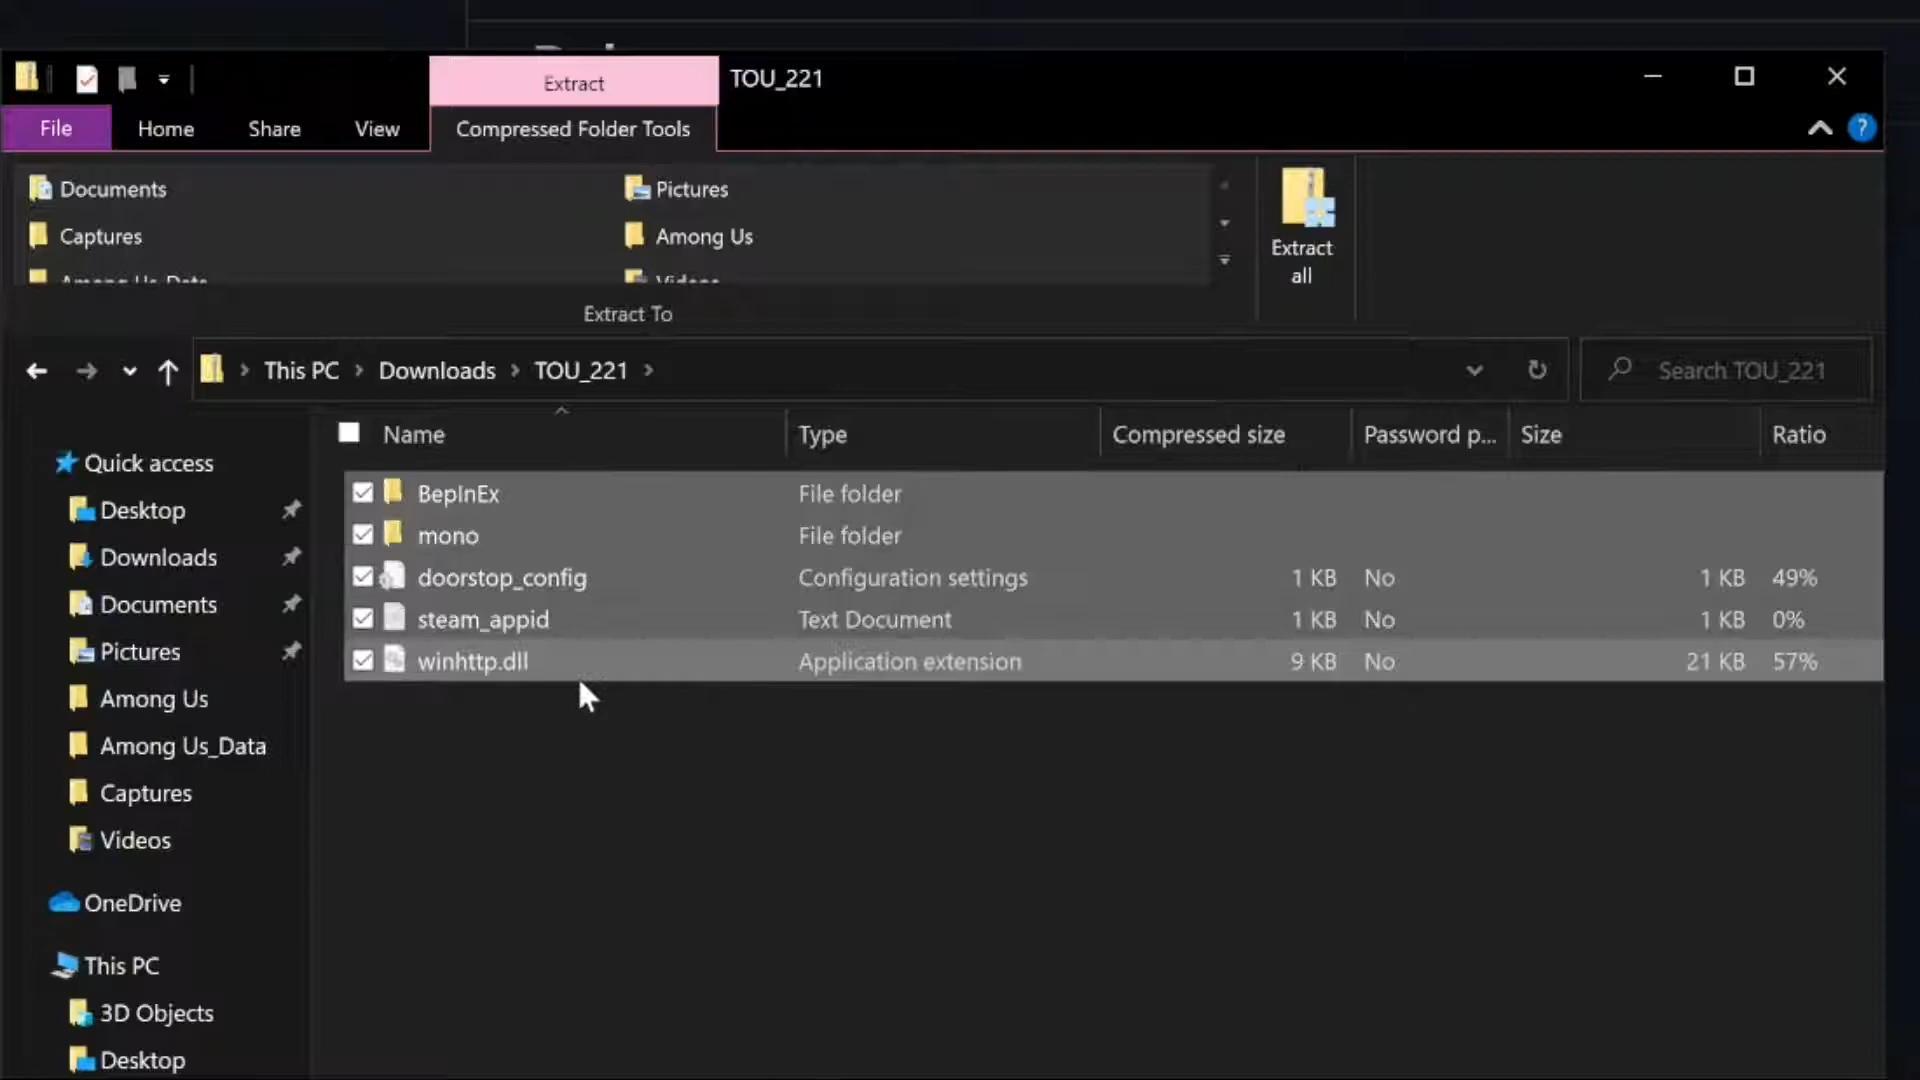 Extract
TOU_221
File
Home
Share
View
Compressed Folder Tools
?
Documents
Pictures
Captures
Among Us
Among Us_Data
Videos
Extract
all
Extract To
This PC
Downloads
TOU_221
Search TOU_221
Name
Type
Compressed size
Password p...
Size
Ratio
BepInEx
File folder
mono
File folder
doorstop_config
Configuration settings
1 KB
No
1 KB
49%
steam_appid
Text Document
1 KB
No
1 KB
0%
winhttp.dll
Application extension
9 KB
No
21 KB
57%
Quick access
Desktop
Downloads
Documents
Pictures
Among Us
Among Us_Data
Captures
Videos
OneDrive
This PC
3D Objects
Desktop